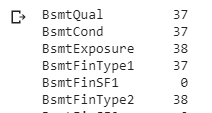 BsmtQual 37
BsmtCond 37
BsmtExposure 38
BsmtFinType1 37
BsmtFinSF1 0
BsmtFinType2 38